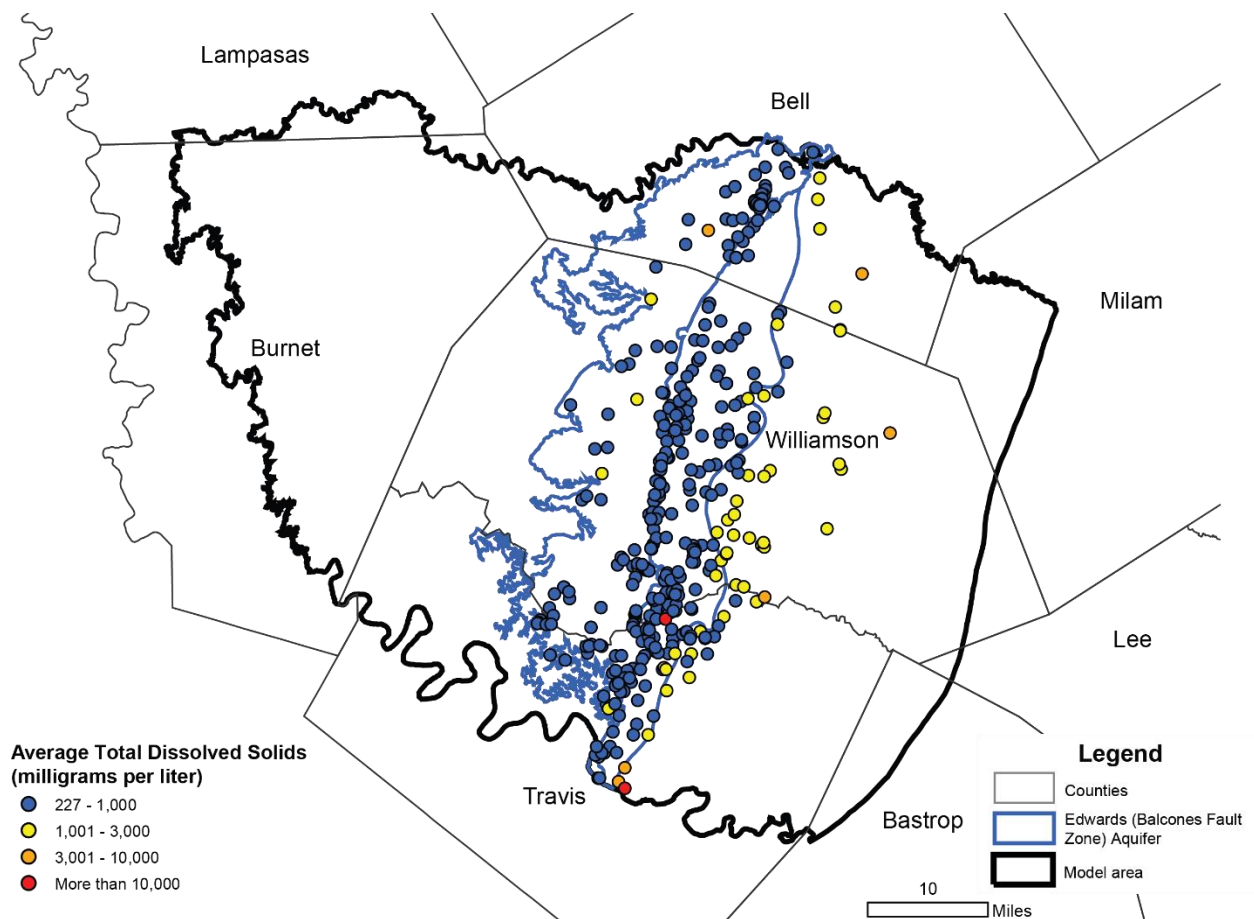 Lampasas
Bell
Milam
Burnet
Williamson
Lee
Travis
Bastrop
Average Total Dissolved Solids
(milligrams per liter)
227 - 1,000
1,001 - 3,000
3,001 - 10,000
More than 10,000
Legend
Counties
Edwards (Balcones Fault
Zone) Aquifer
Model area
10
Miles